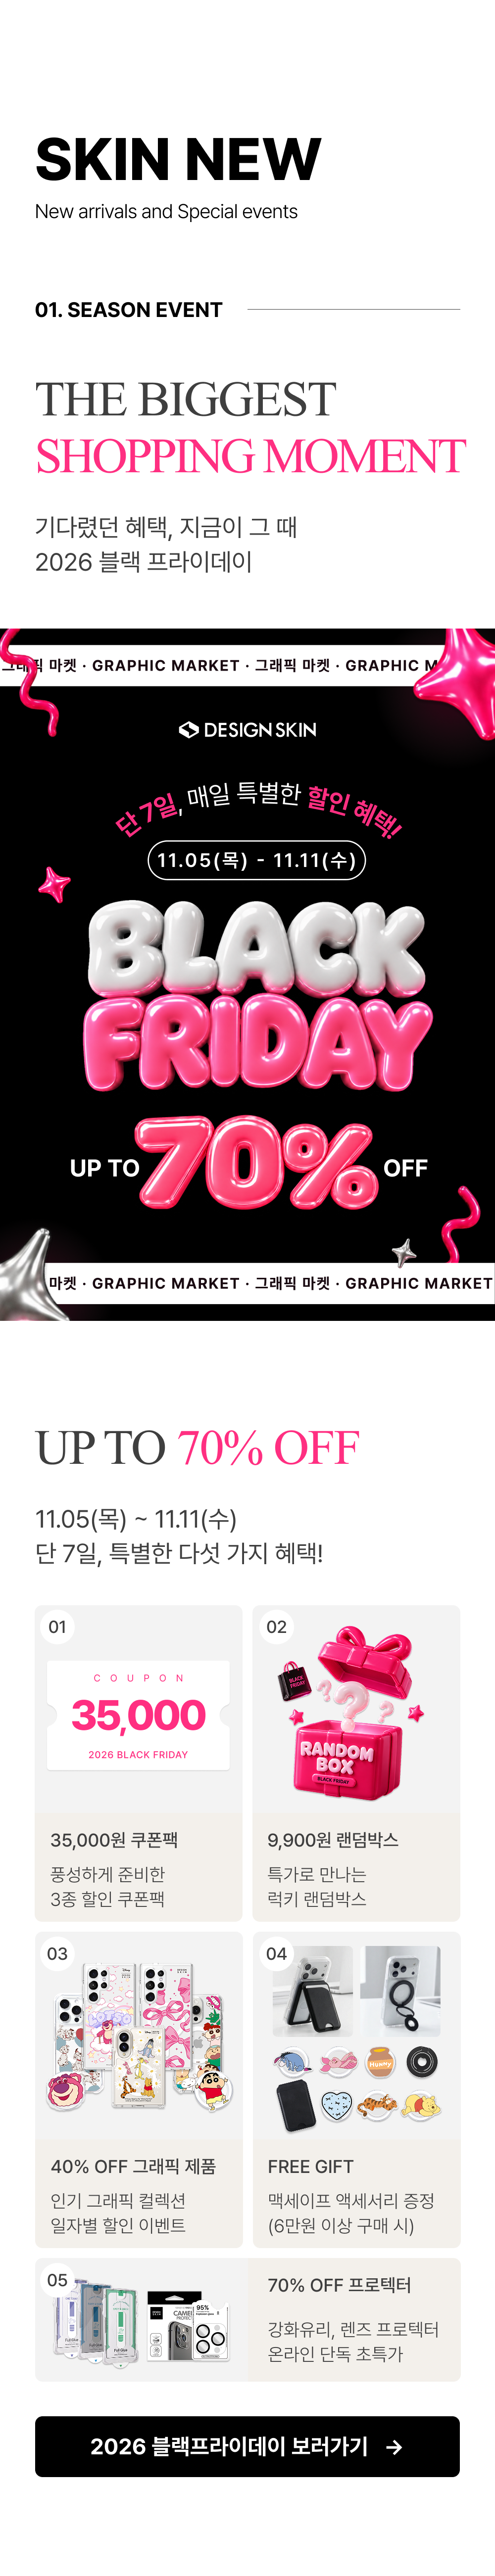 SKIN NEW
New arrivals and Special events
01. SEASON EVENT
THE BIGGEST
SHOPPING MOMENT
기다렸던 혜택, 지금이 그 때
2026 블랙 프라이데이
그래픽 마켓 · GRAPHIC MARKET · 그래픽 마켓 · GRAPHIC M
DESIGNSKIN
단 7일, 매일 특별한 할인 혜택!
11.05(목) - 11.11(수)
BLACK
FRIDAY
UP TO 70% OFF
마켓 · GRAPHIC MARKET · 그래픽 마켓 · GRAPHIC MARKET
UP TO 70% OFF
11.05(목) ~ 11.11(수)
단 7일, 특별한 다섯 가지 혜택!
01
COUPON
35,000
2026 BLACK FRIDAY
35,000원 쿠폰팩
풍성하게 준비한
3종 할인 쿠폰팩
02
BLACK FRIDAY
RANDOM
BOX
BLACK FRIDAY
9,900원 랜덤박스
특가로 만나는
럭키 랜덤박스
03
40% OFF 그래픽 제품
인기 그래픽 컬렉션
일자별 할인 이벤트
04
Hunny
FREE GIFT
맥세이프 액세서리 증정
(6만원 이상 구매 시)
05
95%
70% OFF 프로텍터
강화유리, 렌즈 프로텍터
온라인 단독 초특가
2026 블랙프라이데이 보러가기 →